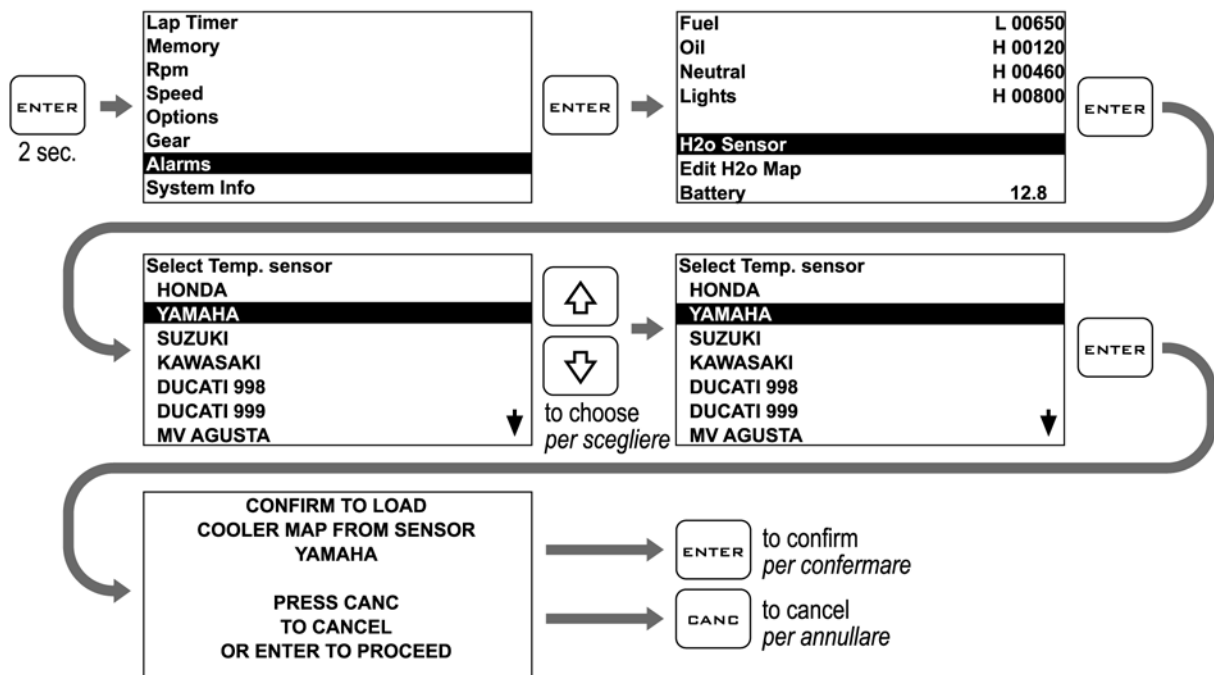 ENTER
2 sec.
Lap Timer
Memory
Rpm
Speed
Options
Gear
Alarms
System Info
ENTER
Fuel L 00650
Oil H 00120
Neutral H 00460
Lights H 00800
H2o Sensor
Edit H2o Map
Battery 12.8
ENTER
Select Temp. sensor
HONDA
YAMAHA
SUZUKI
KAWASAKI
DUCATI 998
DUCATI 999
MV AGUSTA
to choose
per scegliere
Select Temp. sensor
HONDA
YAMAHA
SUZUKI
KAWASAKI
DUCATI 998
DUCATI 999
MV AGUSTA
ENTER
CONFIRM TO LOAD
COOLER MAP FROM SENSOR
YAMAHA
PRESS CANC
TO CANCEL
OR ENTER TO PROCEED
ENTER
to confirm
per confermare
CANC
to cancel
per annullare